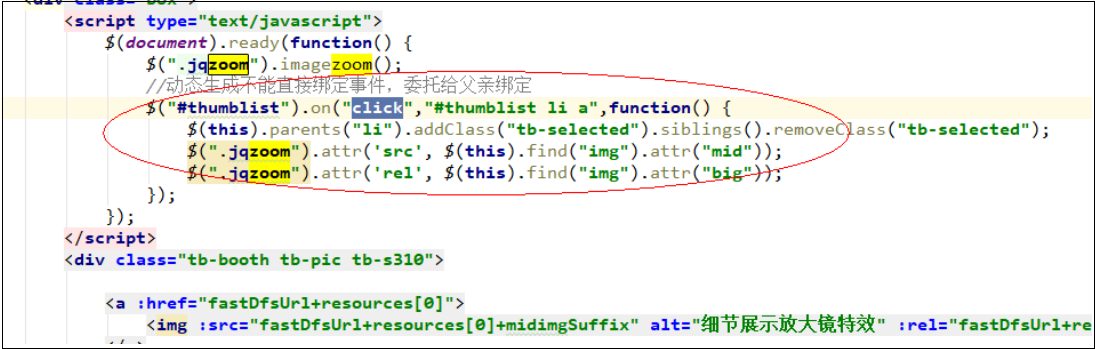 <div class="box">
<script type="text/javascript">
$(document).ready(function() {
$(".jqzoom").imagezoom();
//动态生成不能直接绑定事件，委托给父亲绑定
$("#thumblist").on("click","#thumblist li a",function() {
$(this).parents("li").addClass("tb-selected").siblings().removeClass("tb-selected");
$(".jqzoom").attr('src', $(this).find("img").attr("mid"));
$(".jqzoom").attr('rel', $(this).find("img").attr("big"));
});
});
</script>
<div class="tb-booth tb-pic tb-s310">
<a :href="fastDfsUrl+resources[0]">
<img :src="fastDfsUrl+resources[0]+midimgSuffix" alt="细节展示放大镜特效" :rel="fastDfsUrl+re
</a>